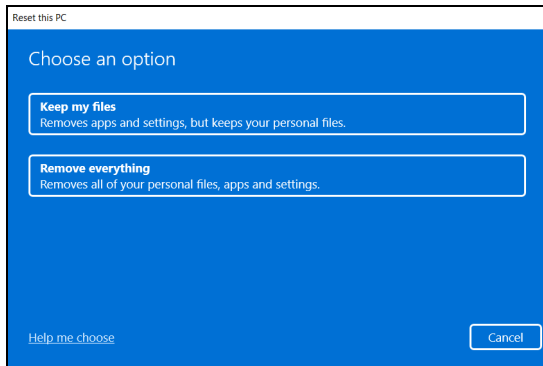 Reset this PC
Choose an option
Keep my files
Removes apps and settings, but keeps your personal files.
Remove everything
Removes all of your personal files, apps and settings.
Help me choose
Cancel